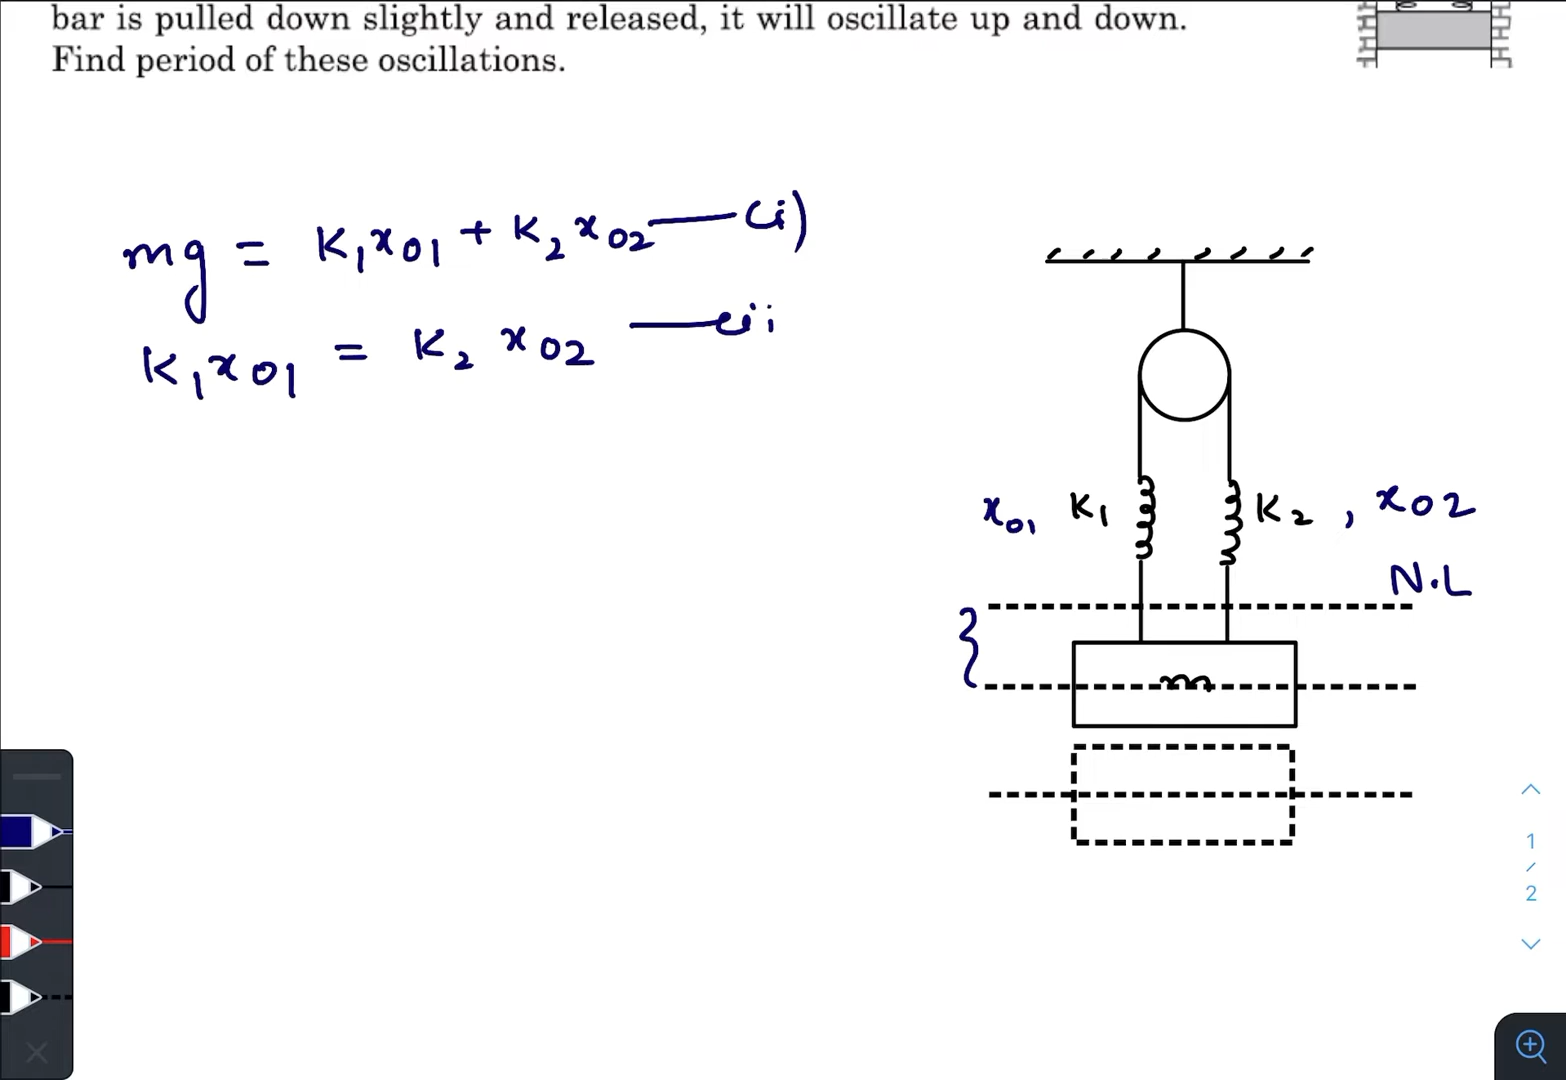 bar is pulled down slightly and released, it will oscillate up and down.
Find period of these oscillations.
mg = K₁x₀₁ + K₂x₀₂ — (i)
K₁x₀₁ = K₂x₀₂ — (ii
x₀₁ K₁
K₂, x₀₂
N.L
m
1
/
2